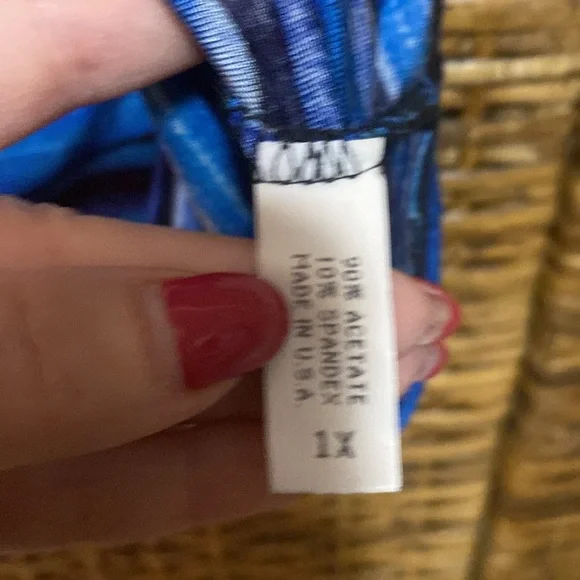 90% ACETATE
10% SPANDEX
MADE IN U.S.A.
1X